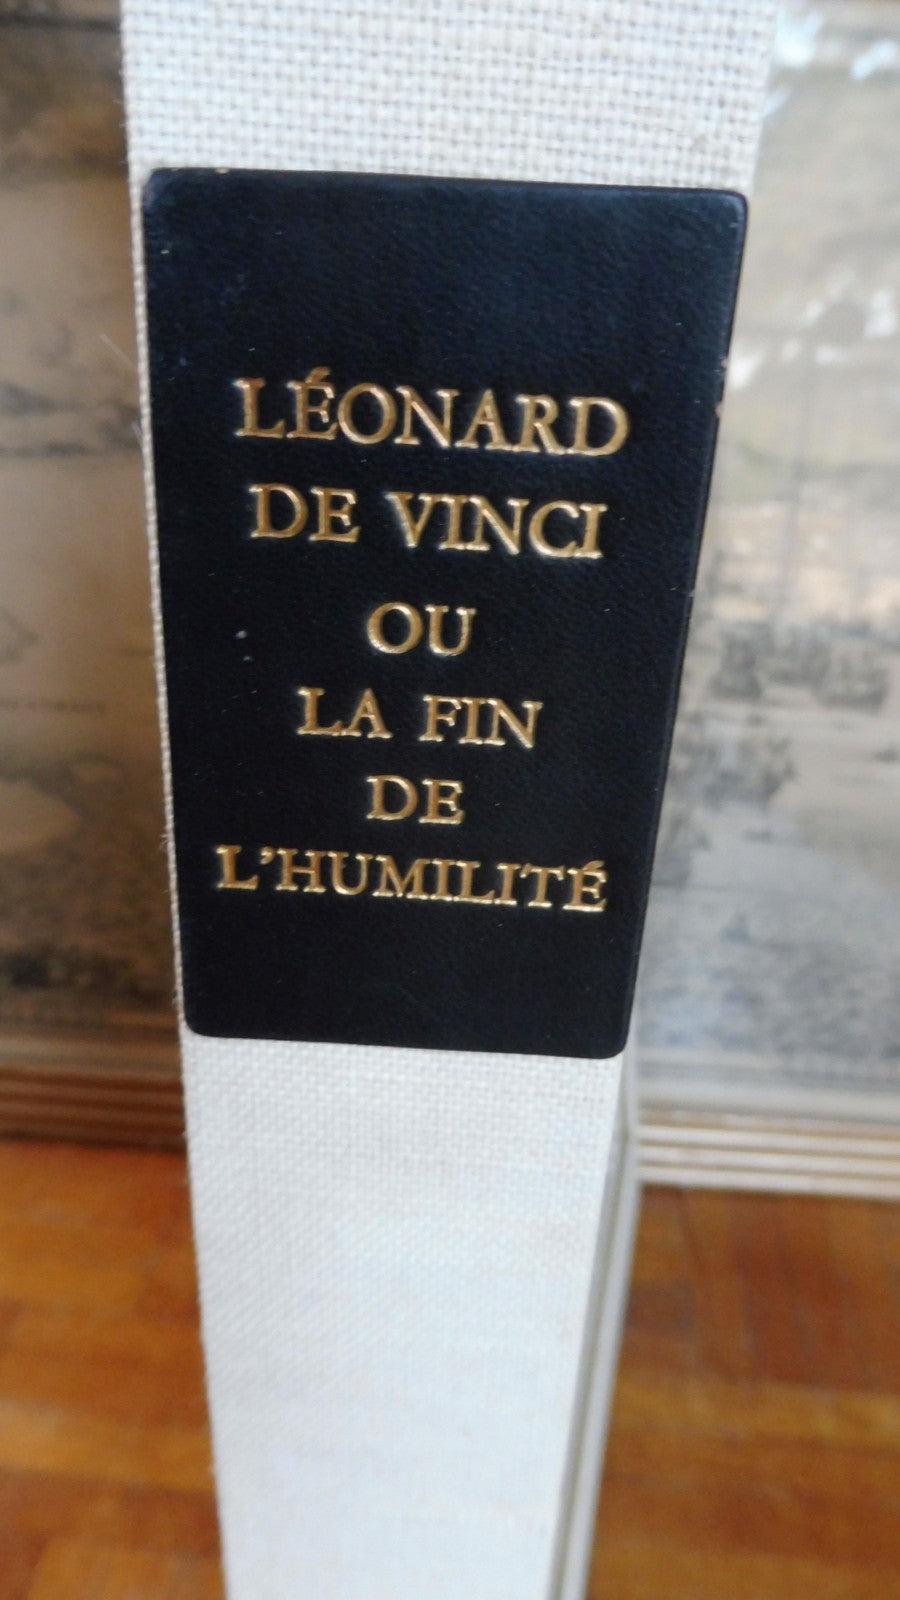 LÉONARD
DE VINCI
OU
LA FIN
DE
L'HUMILITÉ